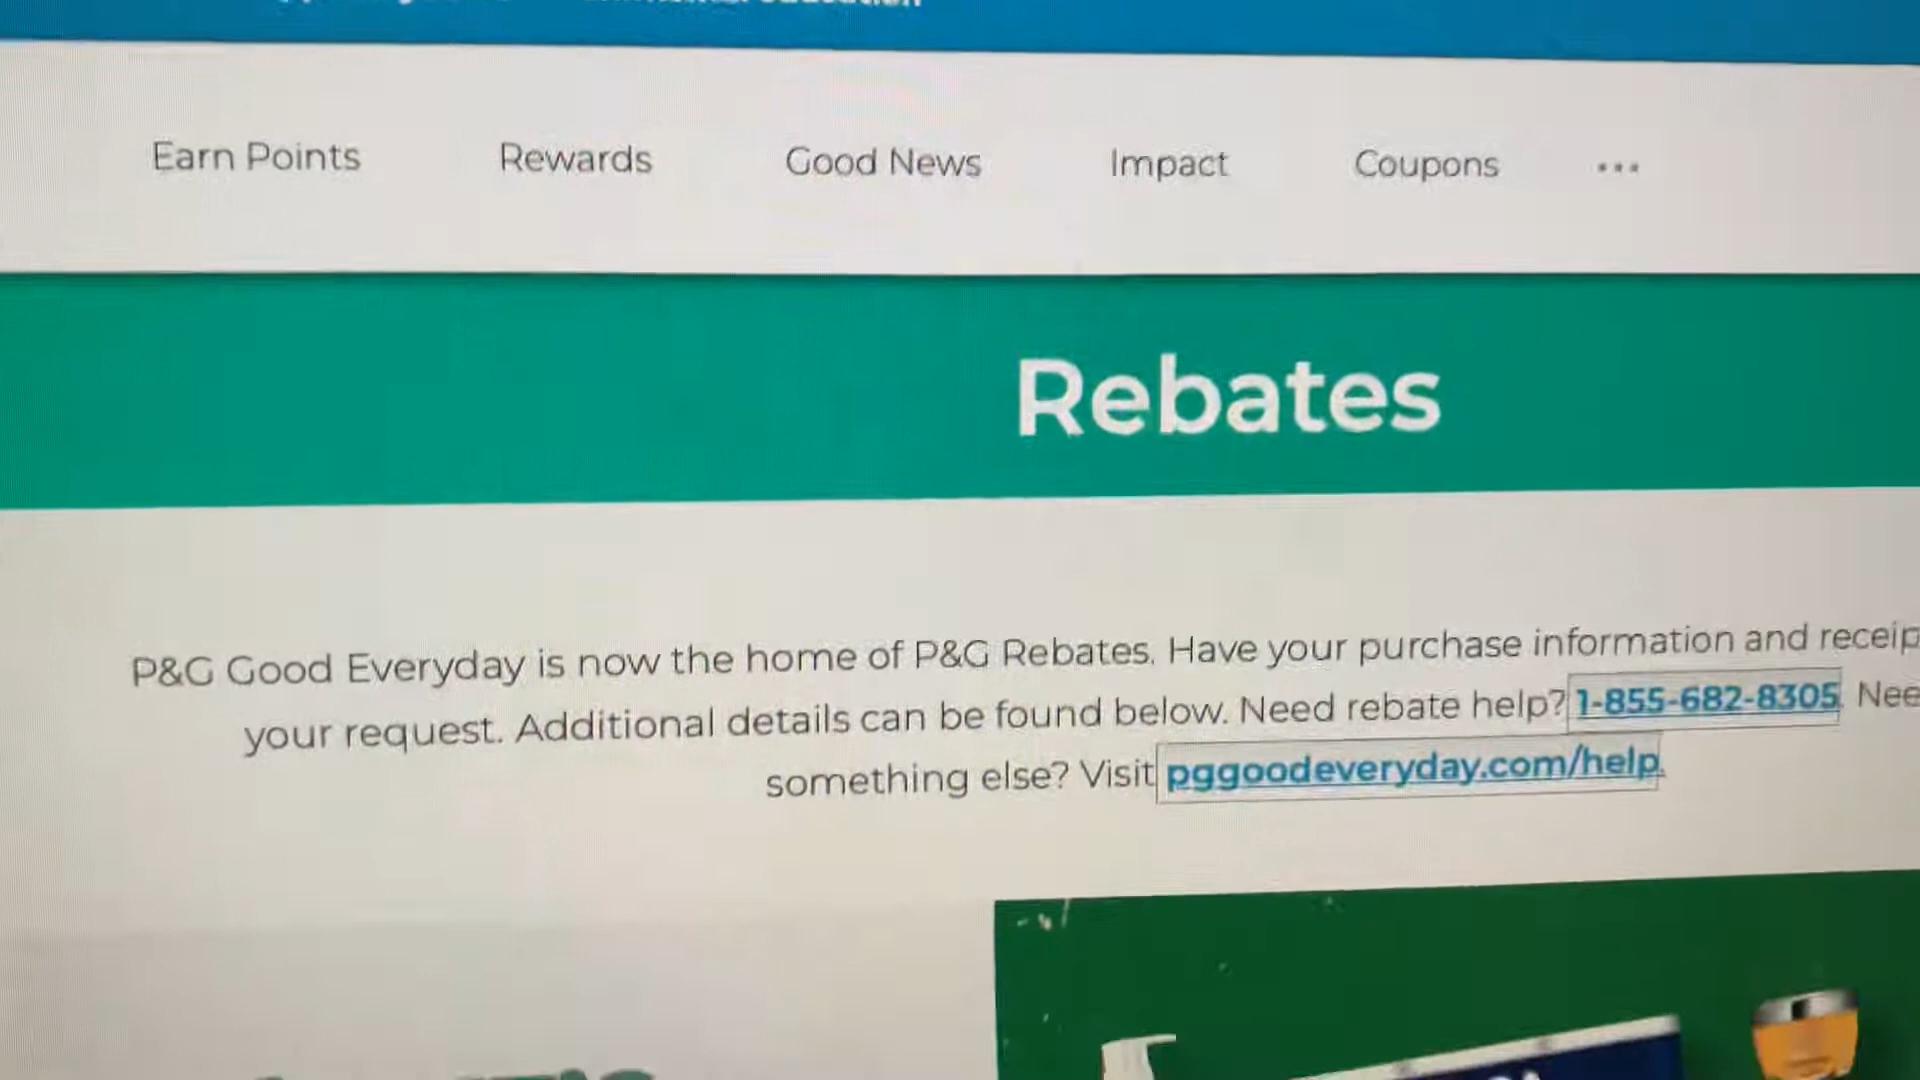 Earn Points Rewards Good News Impact Coupons ...
Rebates
P&G Good Everyday is now the home of P&G Rebates. Have your purchase information and receip
your request. Additional details can be found below. Need rebate help? 1-855-682-8305. Nee
something else? Visit pggoodeveryday.com/help.